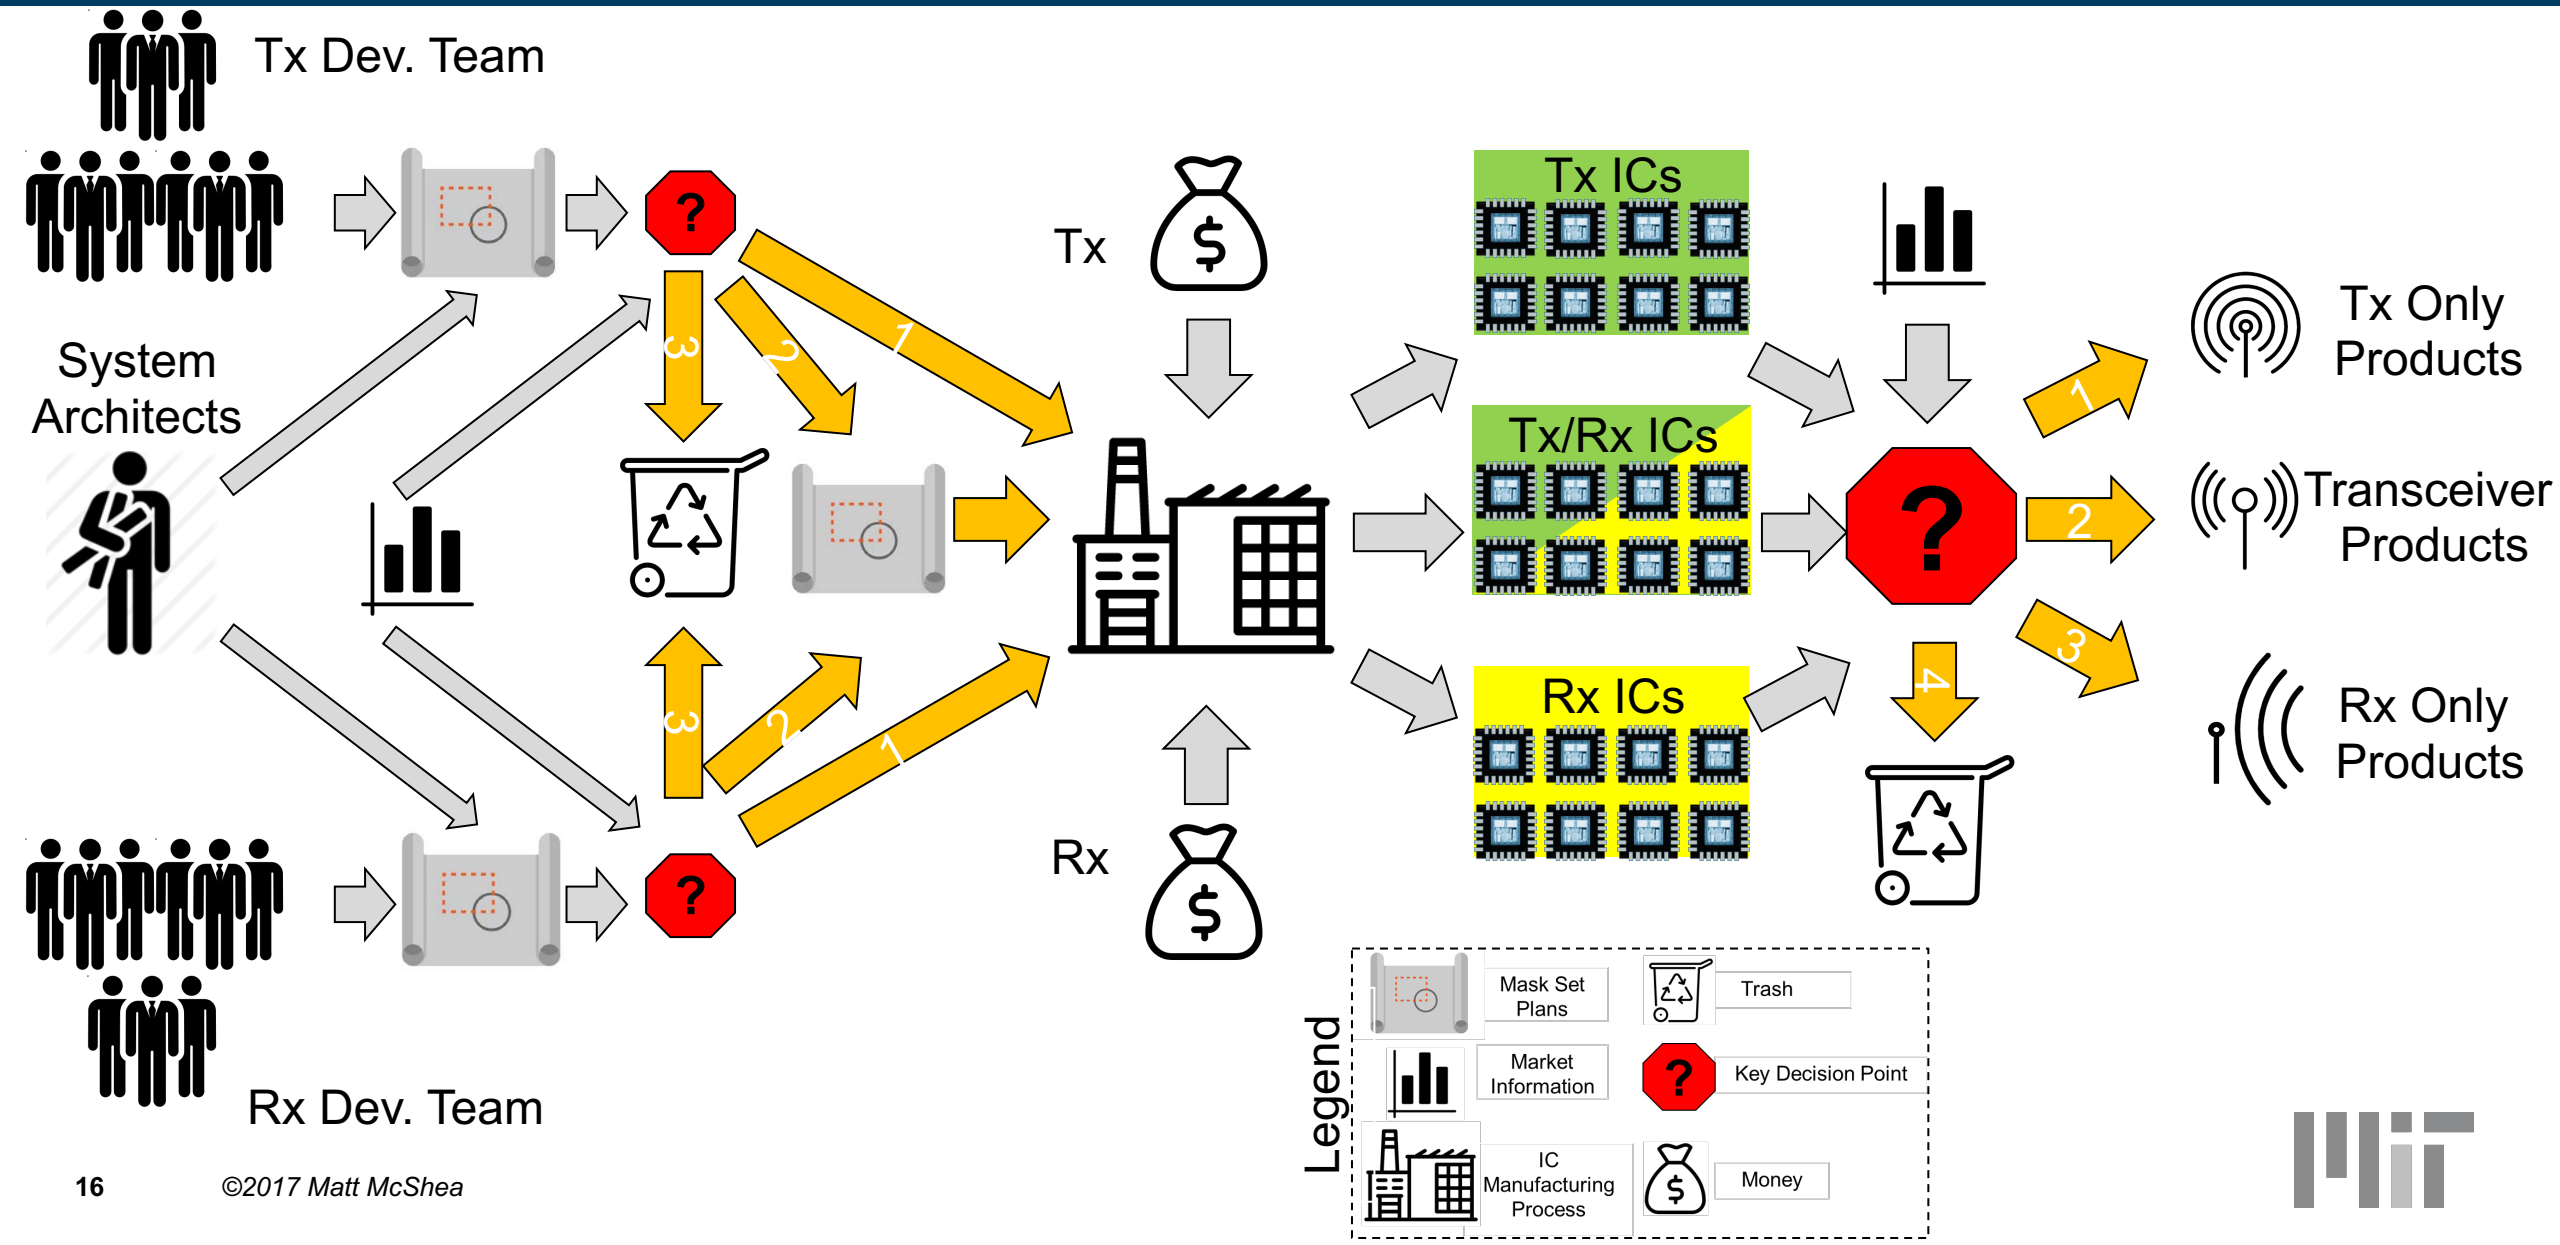 Tx Dev. Team
?
System
Architects
1
2
3
3
2
1
?
Rx Dev. Team
Tx
$
Rx
$
Tx ICs
Tx/Rx ICs
Rx ICs
?
1
2
3
4
Tx Only
Products
Transceiver
Products
Rx Only
Products
Legend
Mask Set
Plans
Trash
Market
Information
?
Key Decision Point
IC
Manufacturing
Process
$
Money
16
©2017 Matt McShea
MIT